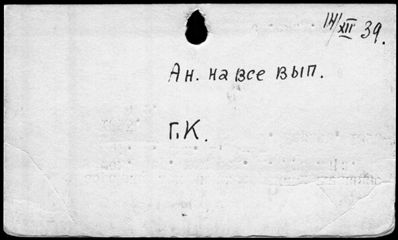 14/XII 39.
Ан. на все вып.
Г.К.